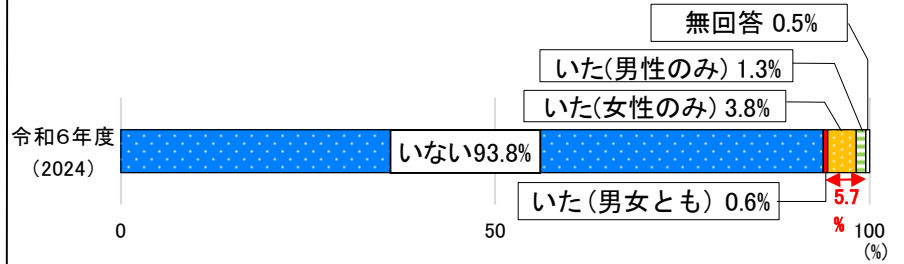 無回答 0.5%
いた(男性のみ) 1.3%
いた(女性のみ) 3.8%
令和6年度
(2024)
いない93.8%
いた(男女とも) 0.6%
5.7
%
0
50
100
(%)